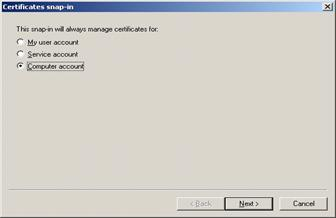 Certificates snap-in
This snap-in will always manage certificates for:
My user account
Service account
Computer account
< Back Next > Cancel